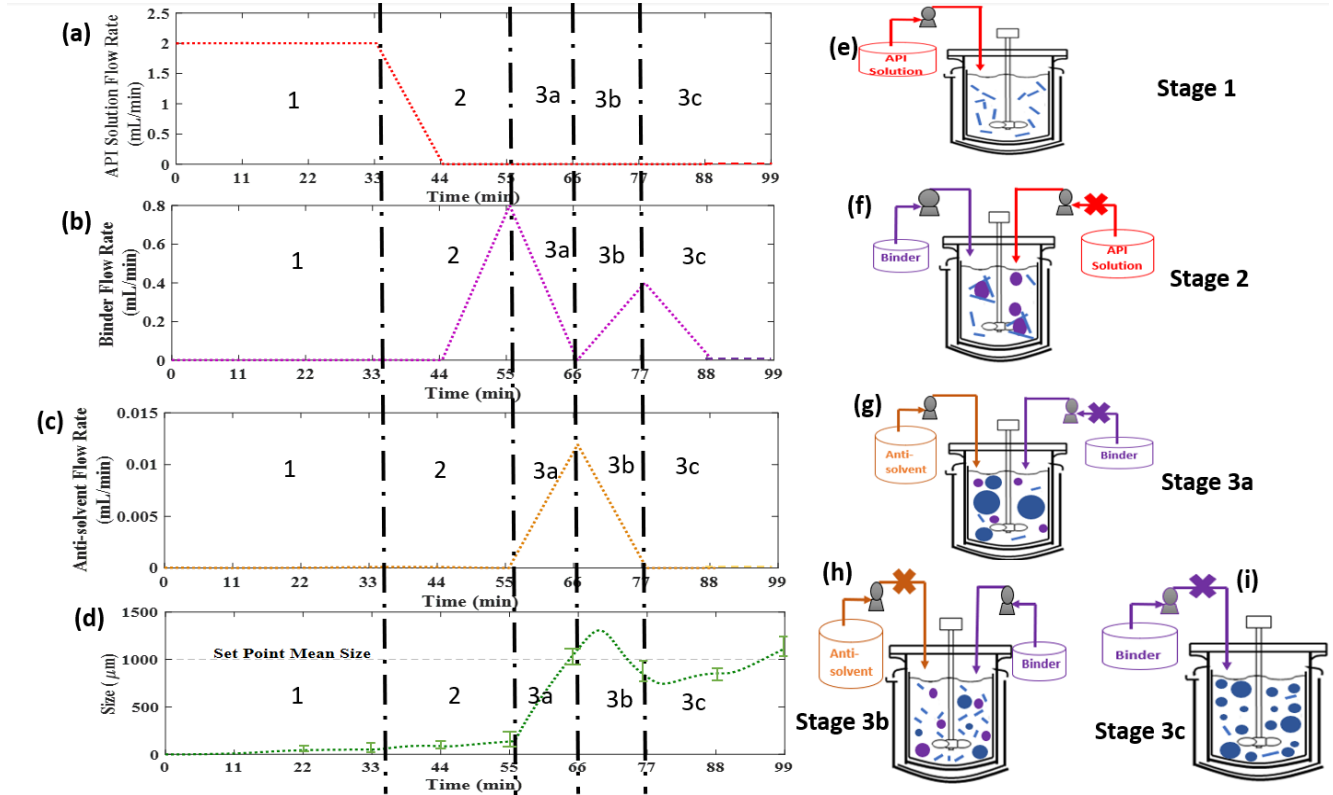 (a)
API Solution Flow Rate
(mL/min)
2.5
2
1.5
1
0.5
0
1
2
3a
3b
3c
0 11 22 33 44 55 66 77 88 99
Time (min)
(b)
Binder Flow Rate
(mL/min)
0.8
0.6
0.4
0.2
0
1
2
3a
3b
3c
0 11 22 33 44 55 66 77 88 99
Time (min)
(c)
Anti-solvent Flow Rate
(mL/min)
0.015
0.01
0.005
0
1
2
3a
3b
3c
0 11 22 33 44 55 66 77 88 99
Time (min)
(d)
Size (μm)
1500
1000
500
0
Set Point Mean Size
1
2
3a
3b
3c
0 11 22 33 44 55 66 77 88 99
Time (min)
(e)
API
Solution
Stage 1
(f)
Binder
API
Solution
Stage 2
(g)
Anti-
solvent
Binder
Stage 3a
(h)
Anti-
solvent
Binder
Stage 3b
(i)
Binder
Stage 3c